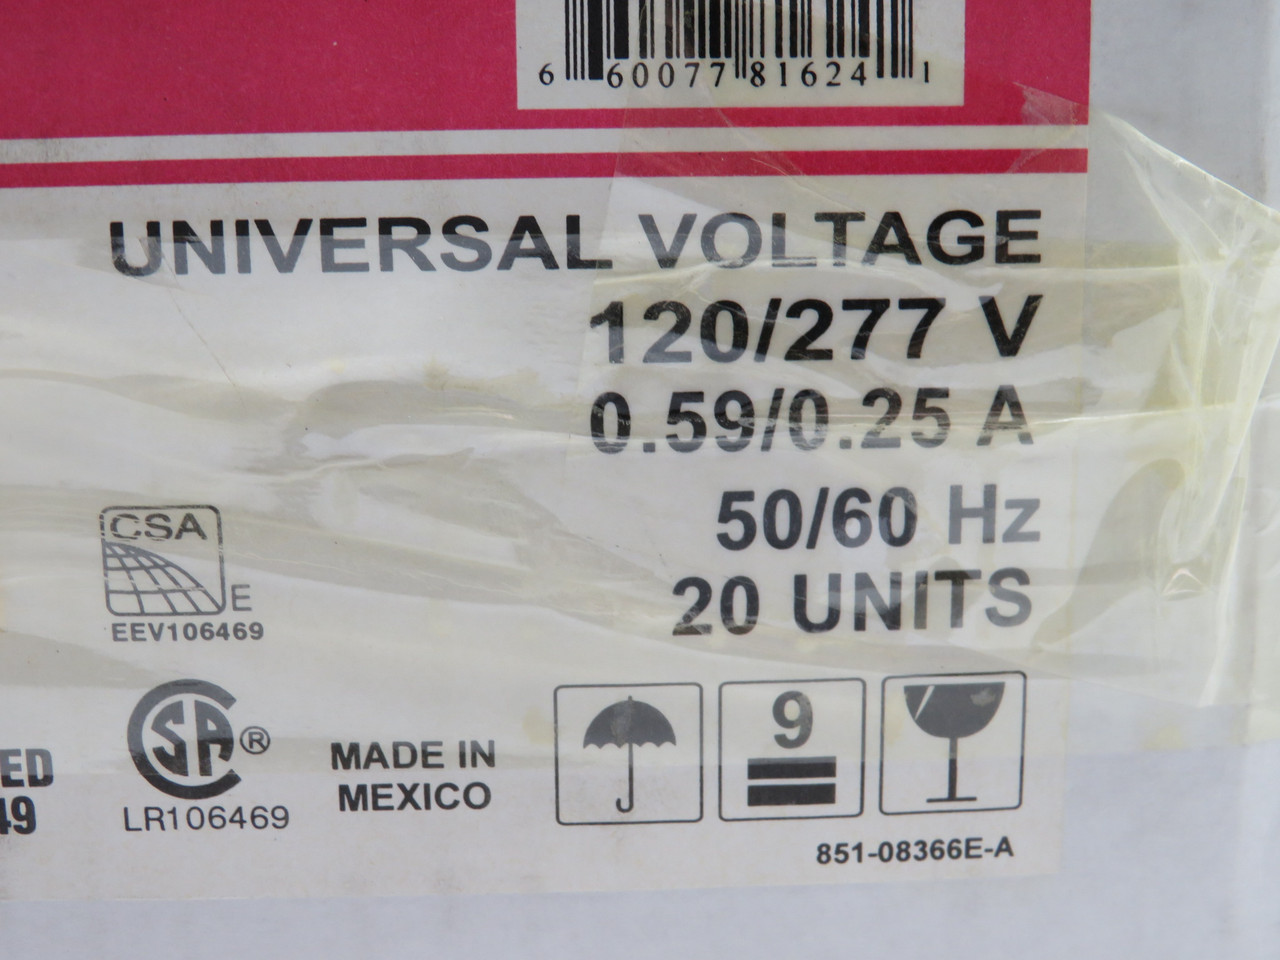 6 60077 81624 1
UNIVERSAL VOLTAGE
120/277 V
0.59/0.25 A
50/60 Hz
20 UNITS
CSA
E
EEV106469
ED
49
SA®
LR106469
MADE IN
MEXICO
9
851-08366E-A